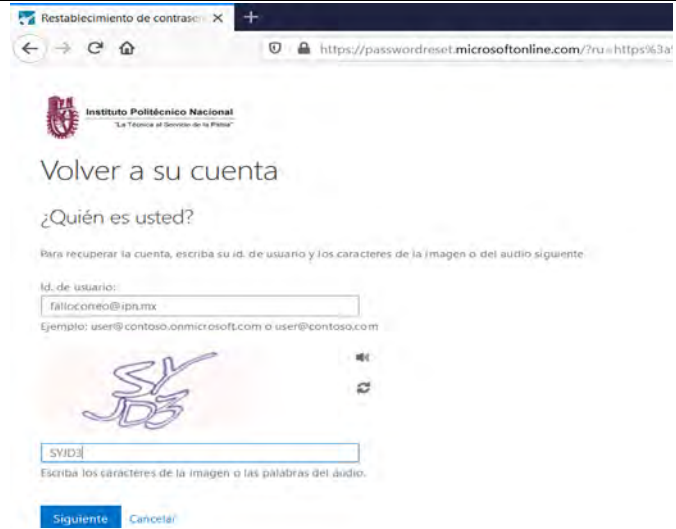 Restablecimiento de contraseñ
https://passwordreset.microsoftonline.com/?ru=https%3a
Instituto Politécnico Nacional
"La Técnica al Servicio de la Patria"
Volver a su cuenta
¿Quién es usted?
Para recuperar la cuenta, escriba su id. de usuario y los caracteres de la imagen o del audio siguiente.
Id. de usuario:
fallocorreo@ipn.mx
Ejemplo: user@contoso.onmicrosoft.com o user@contoso.com
SY
JD3
SYJD3
Escriba los caracteres de la imagen o las palabras del audio.
Siguiente Cancelar